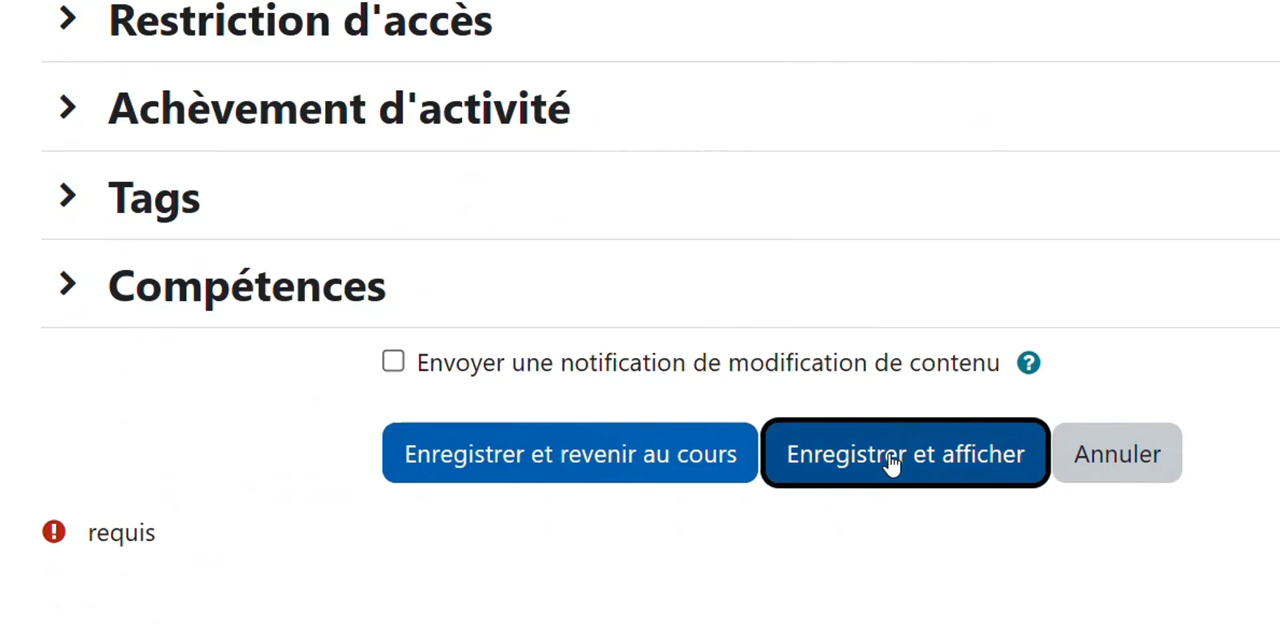 Restriction d'accès
Achèvement d'activité
Tags
Compétences
Envoyer une notification de modification de contenu
Enregistrer et revenir au cours Enregistrer et afficher Annuler
requis